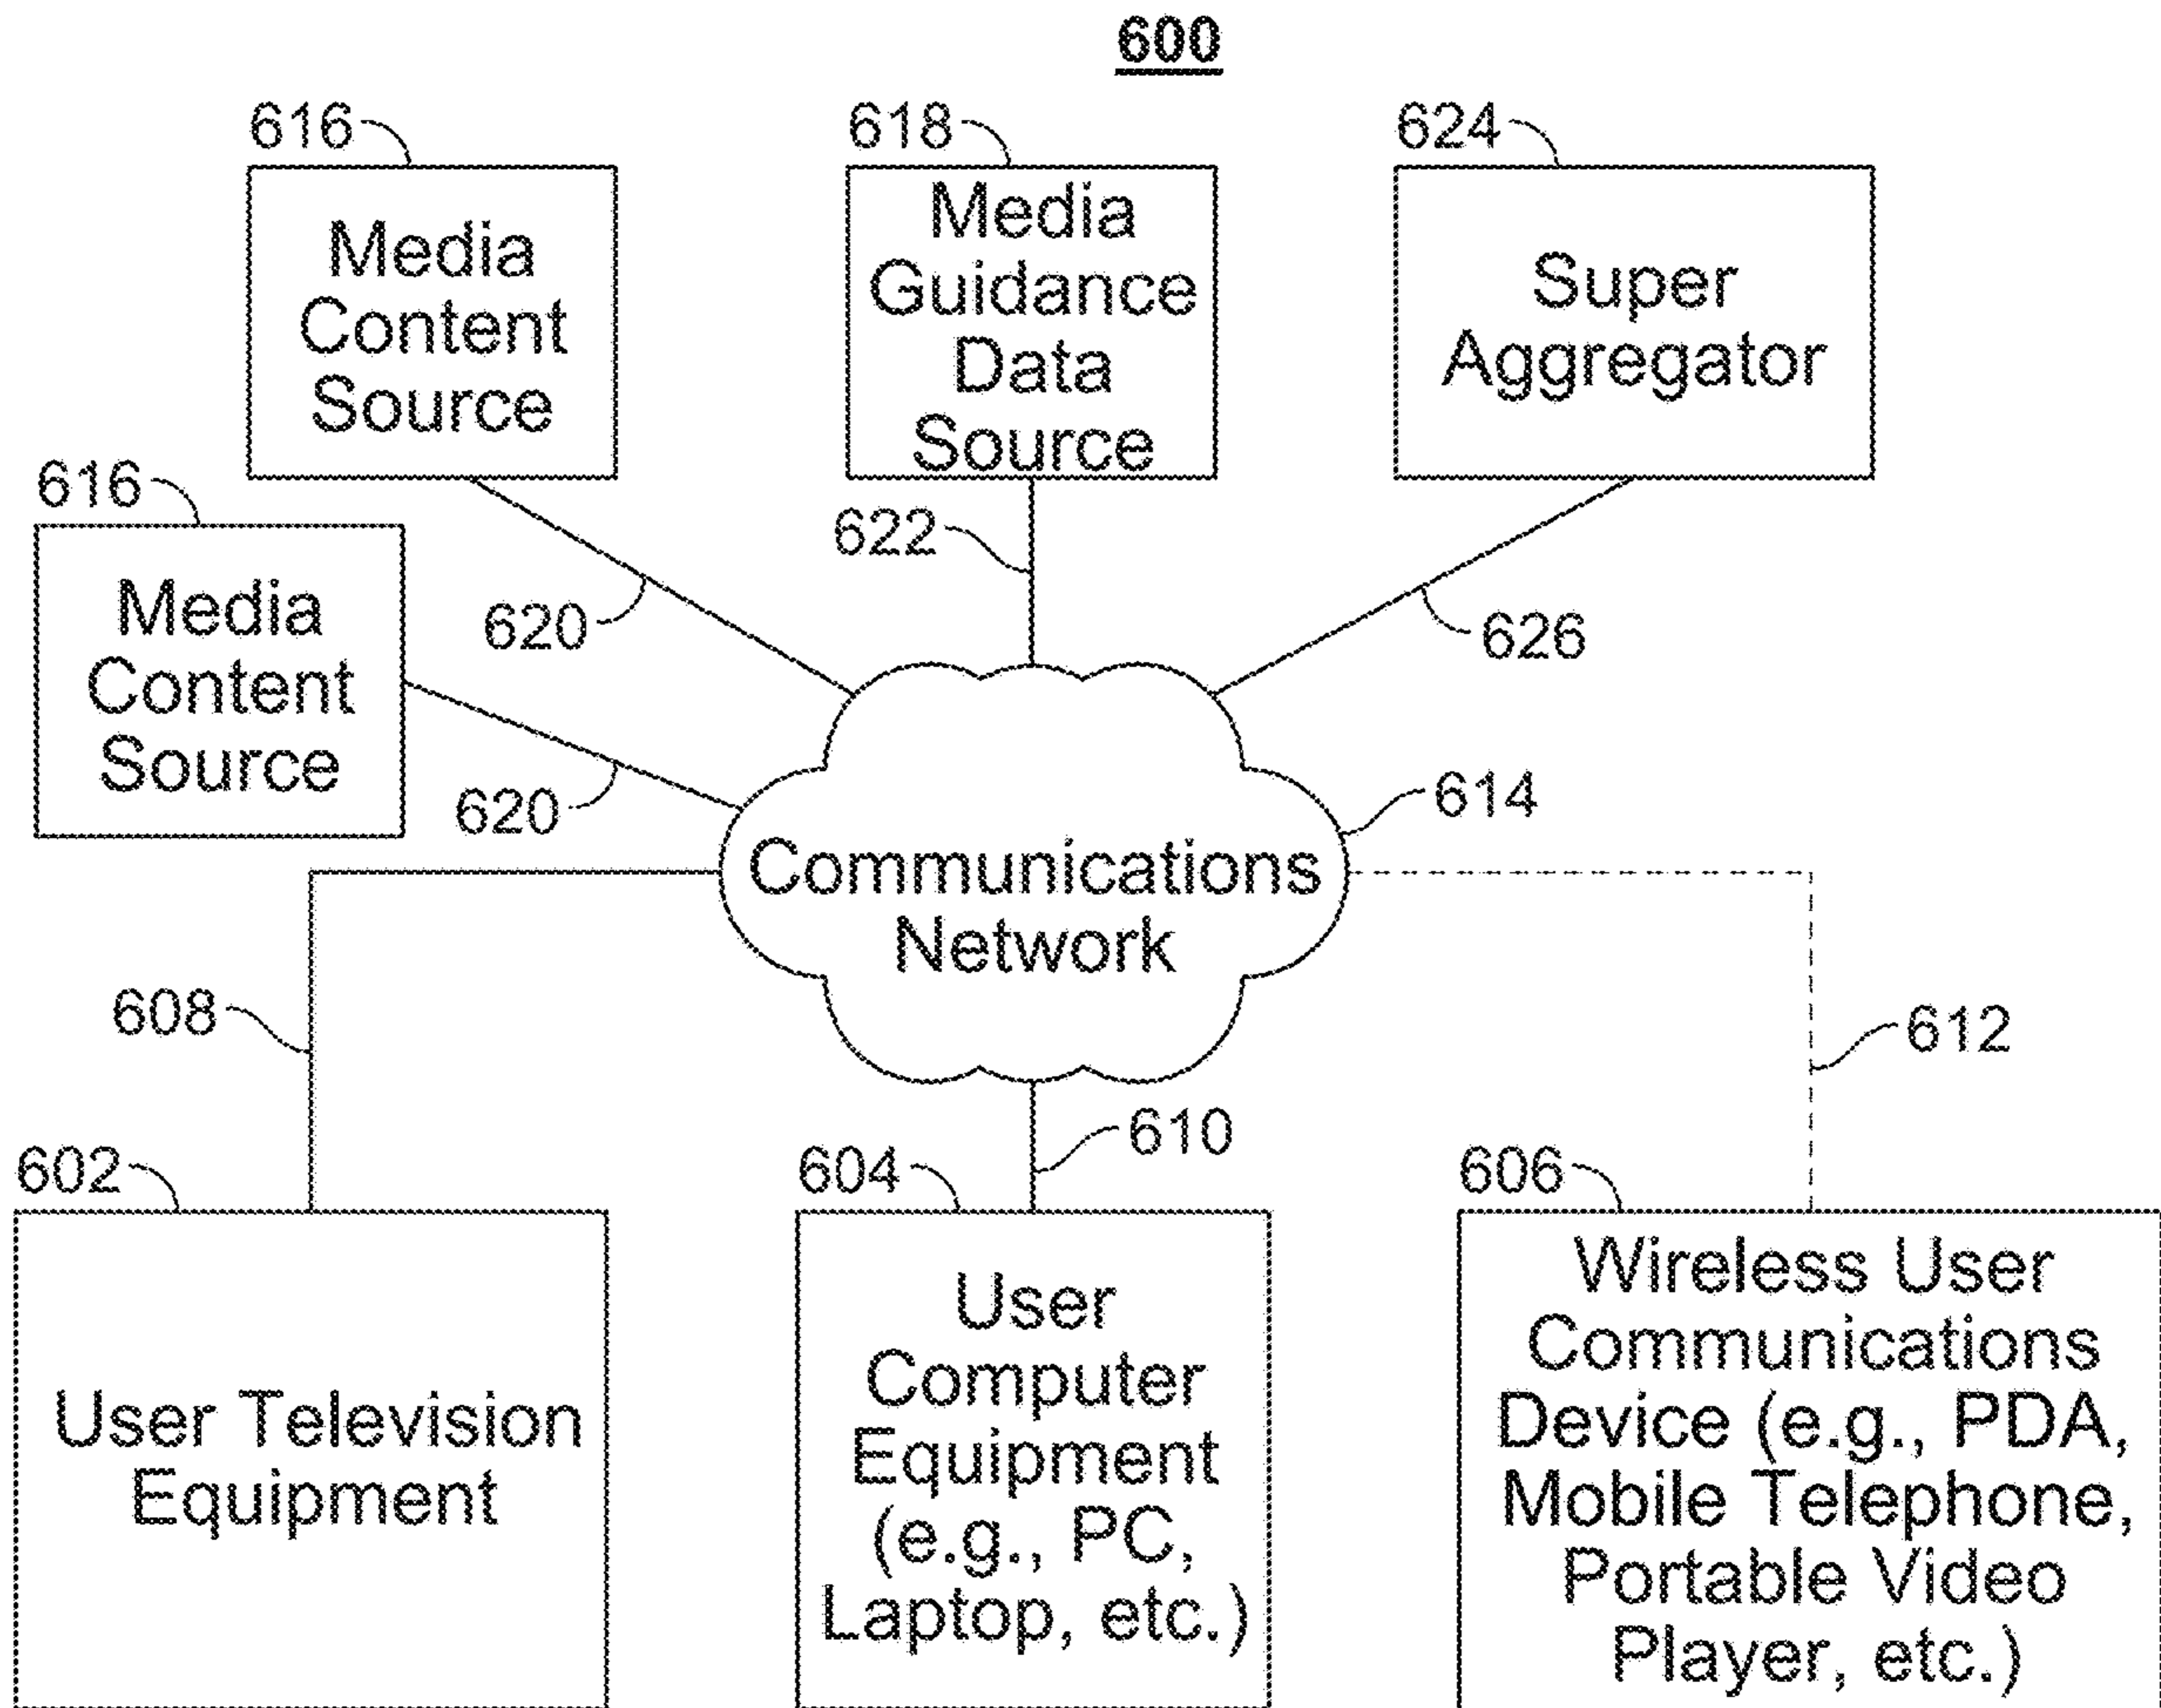 600
616
618
624
Media
Content
Source
Media
Guidance
Data
Source
Super
Aggregator
616
622
620
626
Media
Content
Source
620
614
Communications
Network
608
612
610
602
604
606
User Television
Equipment
User
Computer
Equipment
(e.g., PC,
Laptop, etc.)
Wireless User
Communications
Device (e.g., PDA,
Mobile Telephone,
Portable Video
Player, etc.)